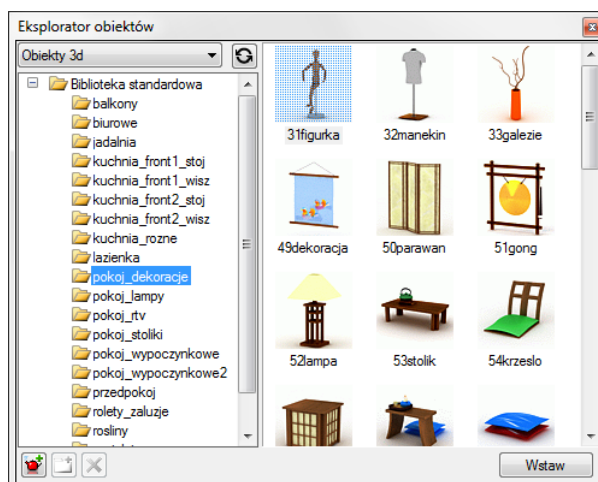 Eksplorator obiektów
Obiekty 3d
Biblioteka standardowa
balkony
biurowe
jadalnia
kuchnia_front1_stoj
kuchnia_front1_wisz
kuchnia_front2_stoj
kuchnia_front2_wisz
kuchnia_rozne
lazienka
pokoj_dekoracje
pokoj_lampy
pokoj_rtv
pokoj_stoliki
pokoj_wypoczynkowe
pokoj_wypoczynkowe2
przedpokoj
rolety_zaluzje
rosliny
31figurka
32manekin
33galezie
49dekoracja
50parawan
51gong
52lampa
53stolik
54krzeslo
Wstaw